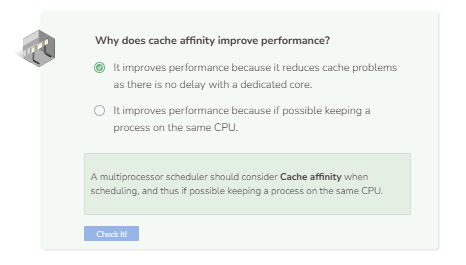 Why does cache affinity improve performance?
It improves performance because it reduces cache problems
as there is no delay with a dedicated core.
It improves performance because if possible keeping a
process on the same CPU.
A multiprocessor scheduler should consider Cache affinity when
scheduling, and thus if possible keeping a process on the same CPU.
Check It!